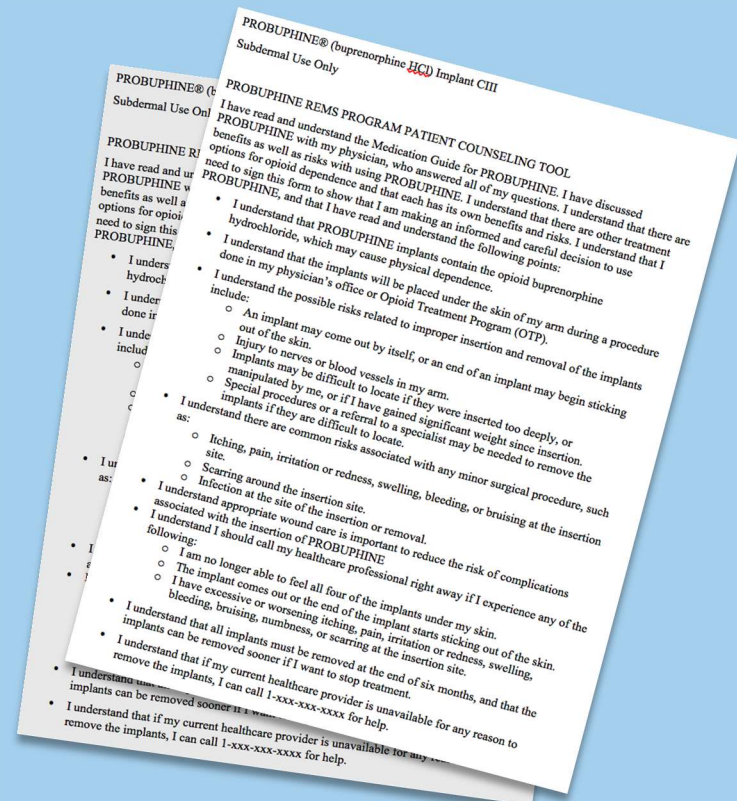 PROBUPHINE® (buprenorphine HCl) Implant CIII
Subdermal Use Only
PROBUPHINE REMS PROGRAM PATIENT COUNSELING TOOL
I have read and understand the Medication Guide for PROBUPHINE. I have discussed
PROBUPHINE with my physician, who answered all of my questions. I understand that there are
benefits as well as risks with using PROBUPHINE. I understand that there are other treatment
options for opioid dependence and that each has its own benefits and risks. I understand that I
need to sign this form to show that I am making an informed and careful decision to use
PROBUPHINE, and that I have read and understand the following points:
• I understand that PROBUPHINE implants contain the opioid buprenorphine
hydrochloride, which may cause physical dependence.
• I understand that the implants will be placed under the skin of my arm during a procedure
done in my physician's office or Opioid Treatment Program (OTP).
• I understand the possible risks related to improper insertion and removal of the implants
include:
○ An implant may come out by itself, or an end of an implant may begin sticking
out of the skin.
○ Injury to nerves or blood vessels in my arm.
○ Implants may be difficult to locate if they were inserted too deeply, or
manipulated by me, or if I have gained significant weight since insertion.
○ Special procedures or a referral to a specialist may be needed to remove the
implants if they are difficult to locate.
• I understand there are common risks associated with any minor surgical procedure, such
as:
○ Itching, pain, irritation or redness, swelling, bleeding, or bruising at the insertion
site.
○ Scarring around the insertion site.
○ Infection at the site of the insertion or removal.
• I understand appropriate wound care is important to reduce the risk of complications
associated with the insertion of PROBUPHINE
• I understand I should call my healthcare professional right away if I experience any of the
following:
○ I am no longer able to feel all four of the implants under my skin.
○ The implant comes out or the end of the implant starts sticking out of the skin.
○ I have excessive or worsening itching, pain, irritation or redness, swelling,
bleeding, bruising, numbness, or scarring at the insertion site.
• I understand that all implants must be removed at the end of six months, and that the
implants can be removed sooner if I want to stop treatment.
• I understand that if my current healthcare provider is unavailable for any reason to
remove the implants, I can call 1-xxx-xxx-xxxx for help.
PROBUPHINE® (b
Subdermal Use Onl
PROBUPHINE RE
I have read and un
PROBUPHINE w
benefits as well a
options for opioi
need to sign this
PROBUPHINE,
• I unders
hydroch
• I under
done in
• I unde
includ
○
○
○
• I un
as:
• I
a
•
• I understand that
implants can be removed sooner if I wan
• I understand that if my current healthcare provider is unavailable for any rea
remove the implants, I can call 1-xxx-xxx-xxxx for help.